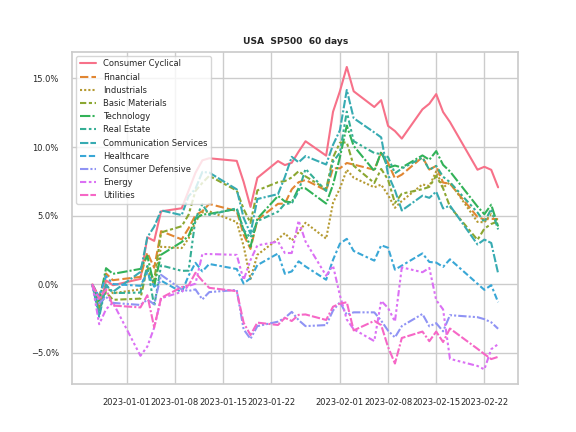 USA  SP500  60 days
15.0%
10.0%
5.0%
0.0%
−5.0%
Consumer Cyclical
Financial
Industrials
Basic Materials
Technology
Real Estate
Communication Services
Healthcare
Consumer Defensive
Energy
Utilities
2023-01-01 2023-01-08 2023-01-15 2023-01-22 2023-02-01 2023-02-08 2023-02-15 2023-02-22